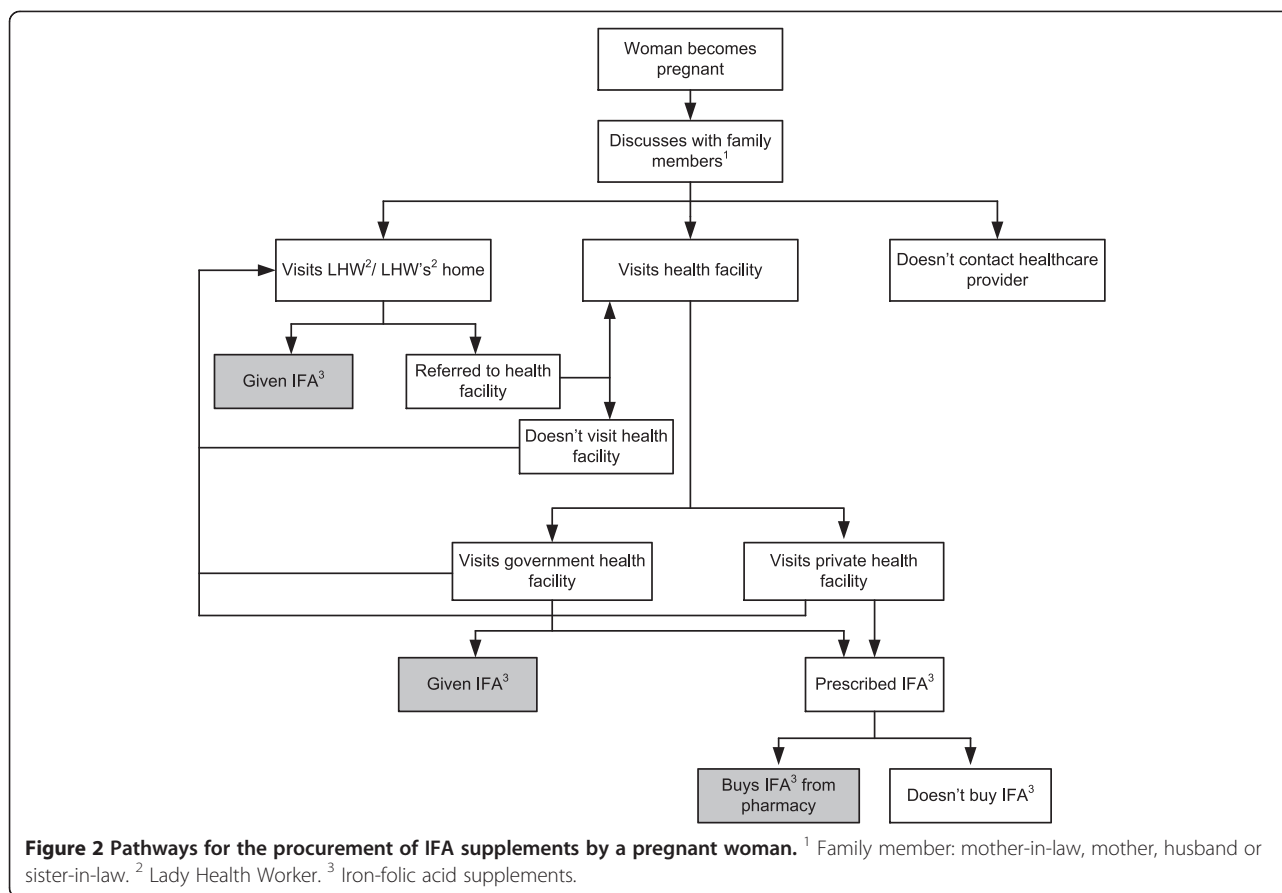 Woman becomes
pregnant
Discusses with family
members¹
Visits LHW²/ LHW's² home
Visits health facility
Doesn't contact healthcare
provider
Given IFA³
Referred to health
facility
Doesn't visit health
facility
Visits government health
facility
Visits private health
facility
Given IFA³
Prescribed IFA³
Buys IFA³ from
pharmacy
Doesn't buy IFA³
Figure 2 Pathways for the procurement of IFA supplements by a pregnant woman. ¹ Family member: mother-in-law, mother, husband or
sister-in-law. ² Lady Health Worker. ³ Iron-folic acid supplements.